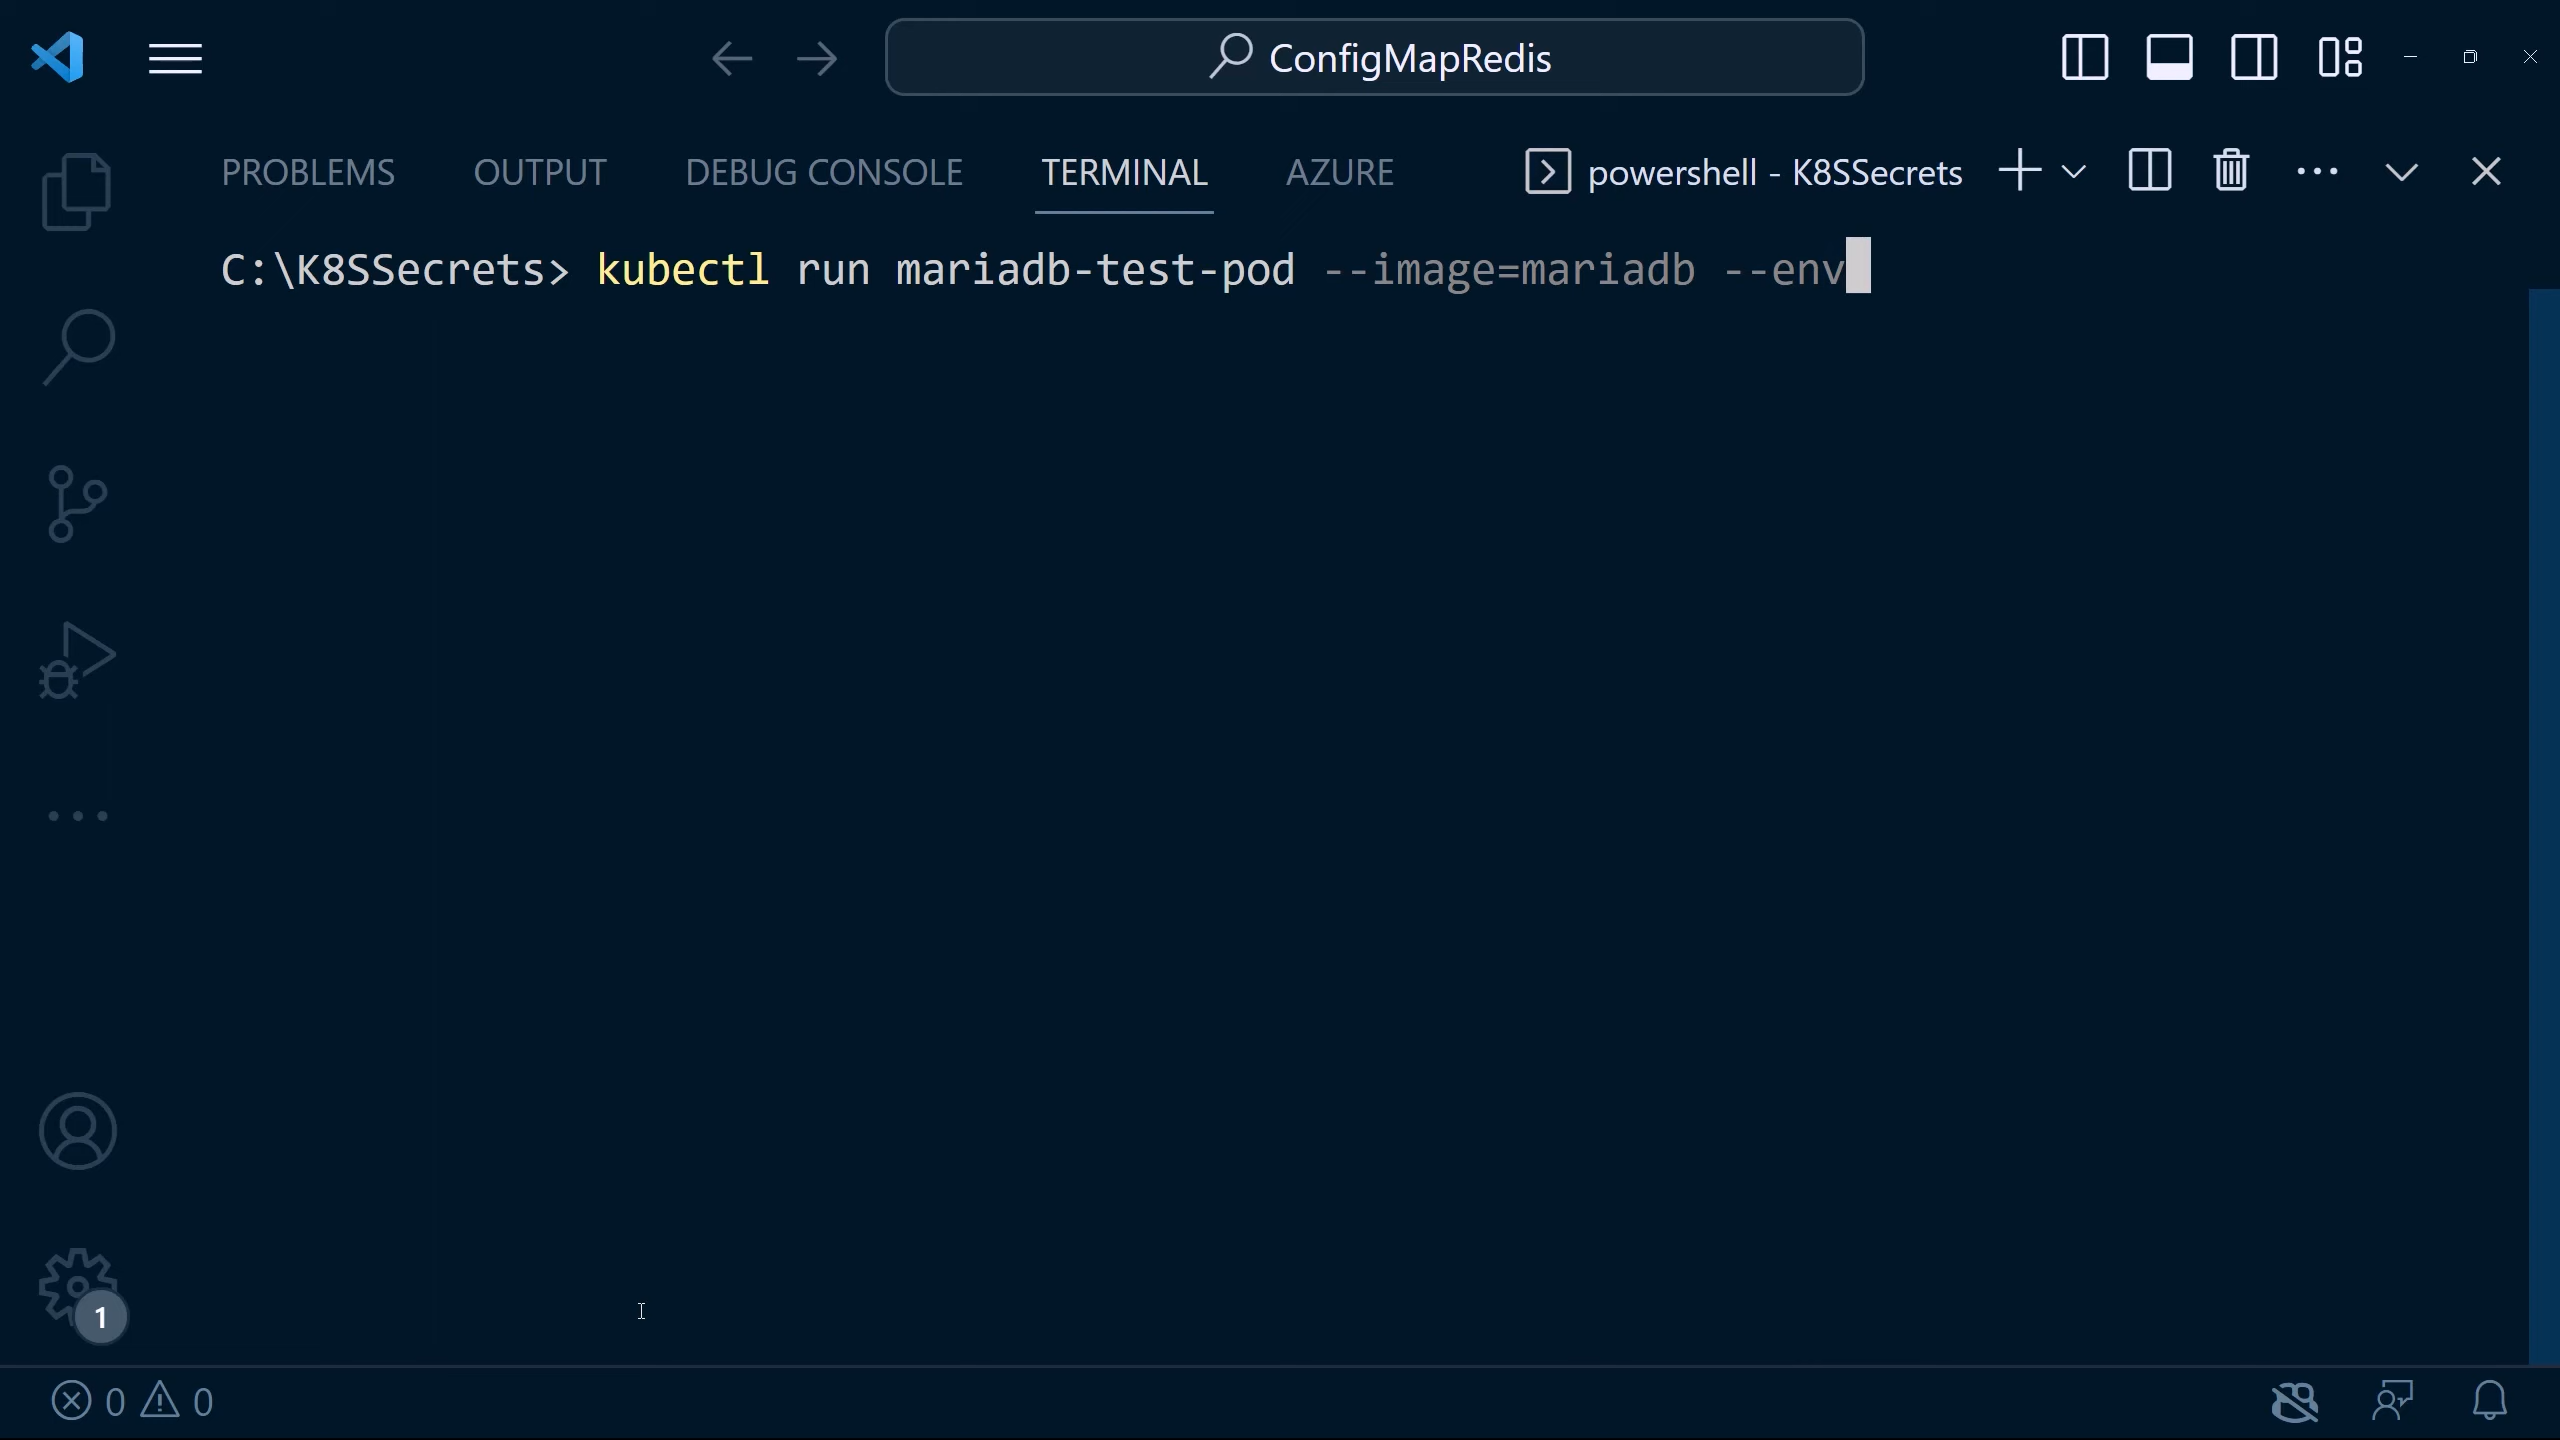 ConfigMapRedis
PROBLEMS OUTPUT DEBUG CONSOLE TERMINAL AZURE powershell - K8SSecrets
C:\K8SSecrets> kubectl run mariadb-test-pod --image=mariadb --env
1
0 0